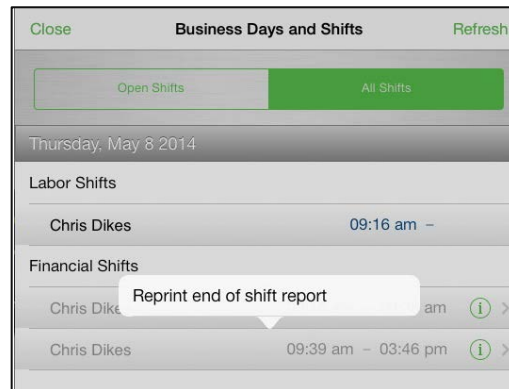 Close Business Days and Shifts Refresh
Open Shifts All Shifts
Thursday, May 8 2014
Labor Shifts
Chris Dikes 09:16 am –
Financial Shifts
Reprint end of shift report
Chris Dike am
Chris Dikes 09:39 am – 03:46 pm